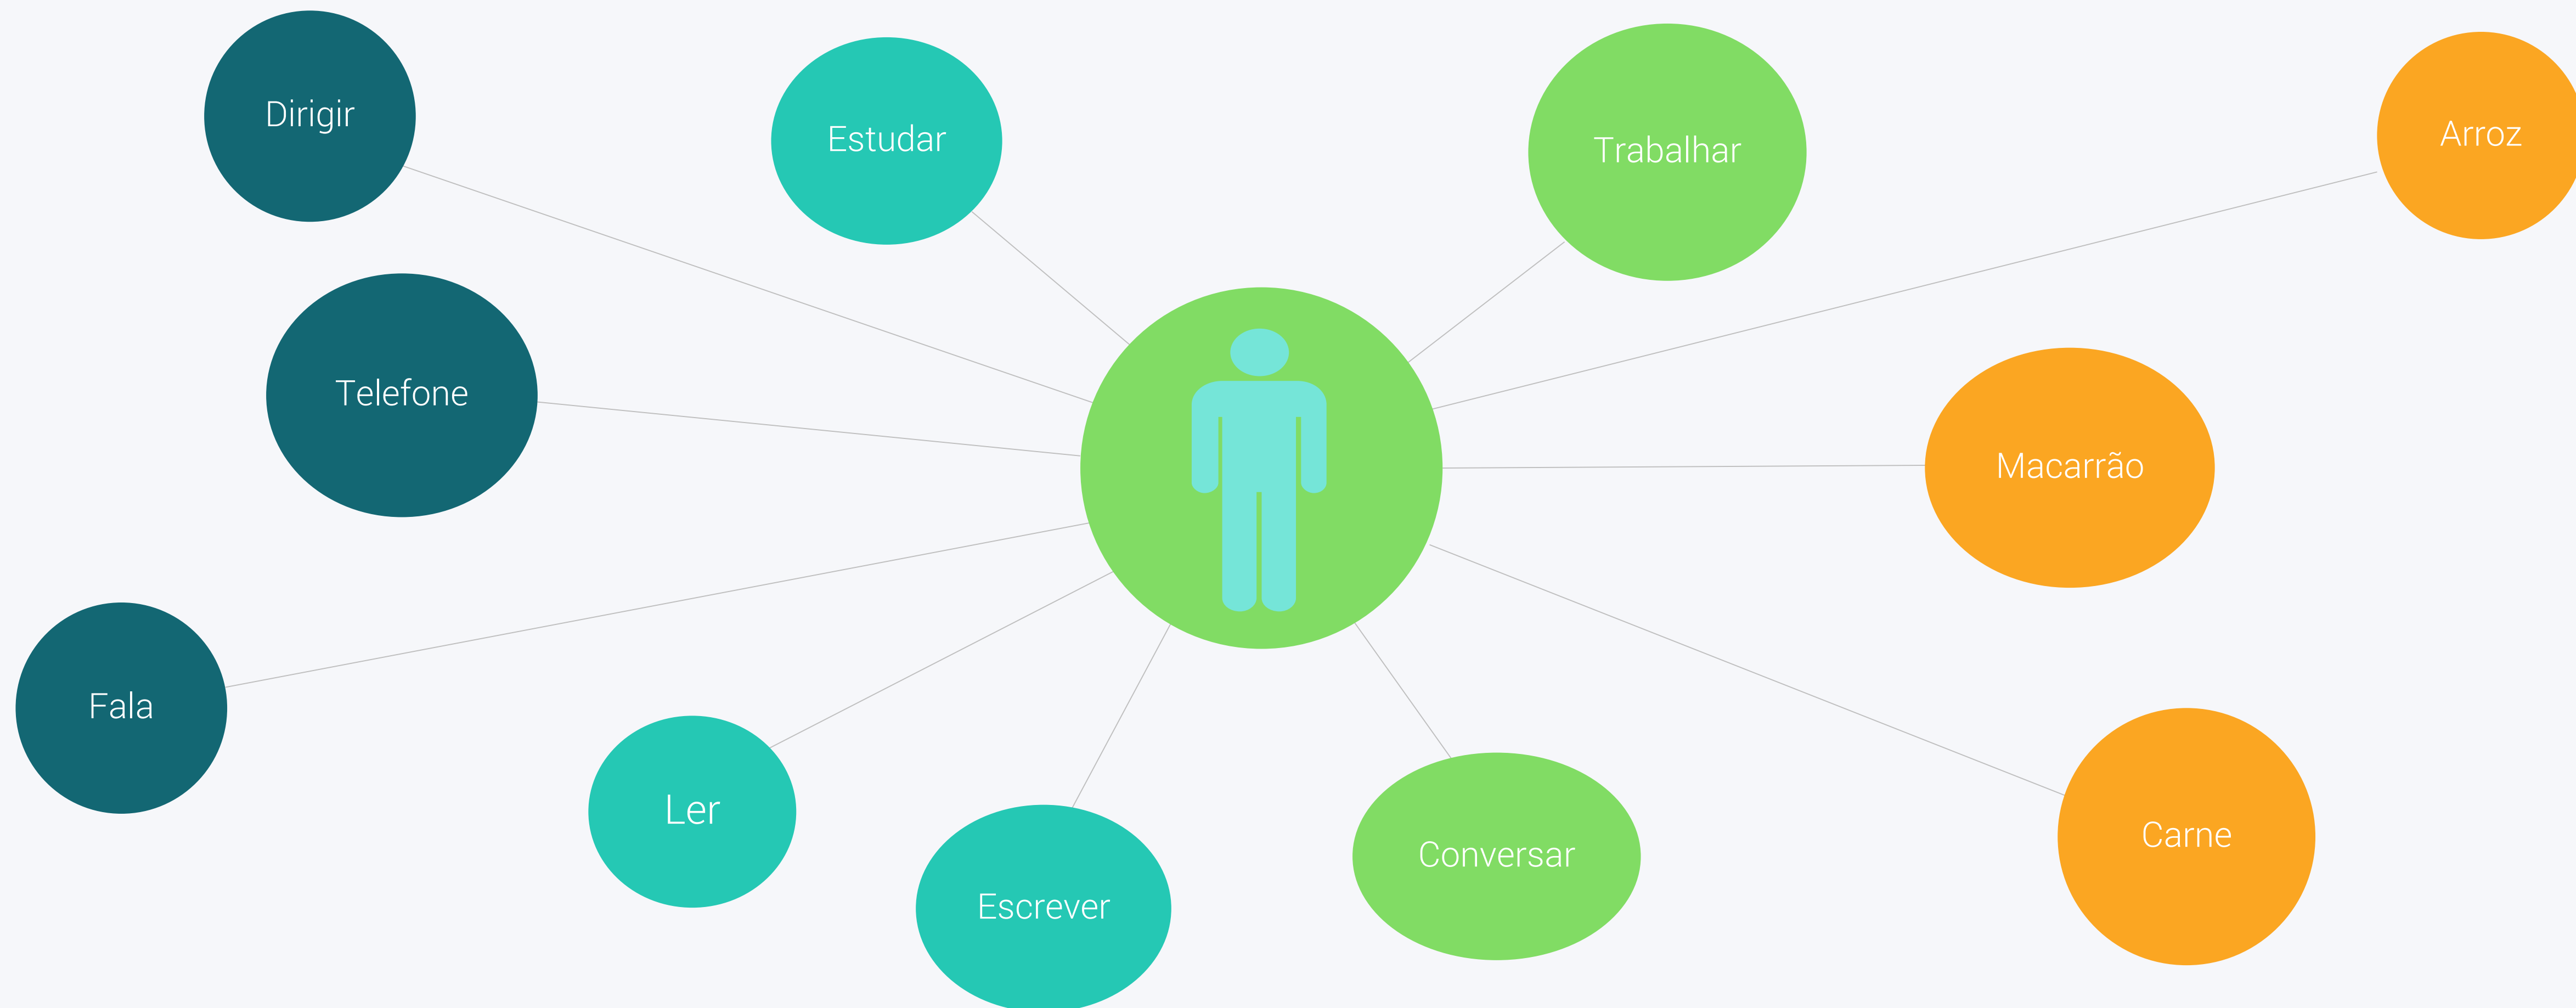 Dirigir
Estudar
Trabalhar
Arroz
Telefone
Macarrão
Fala
Ler
Escrever
Conversar
Carne